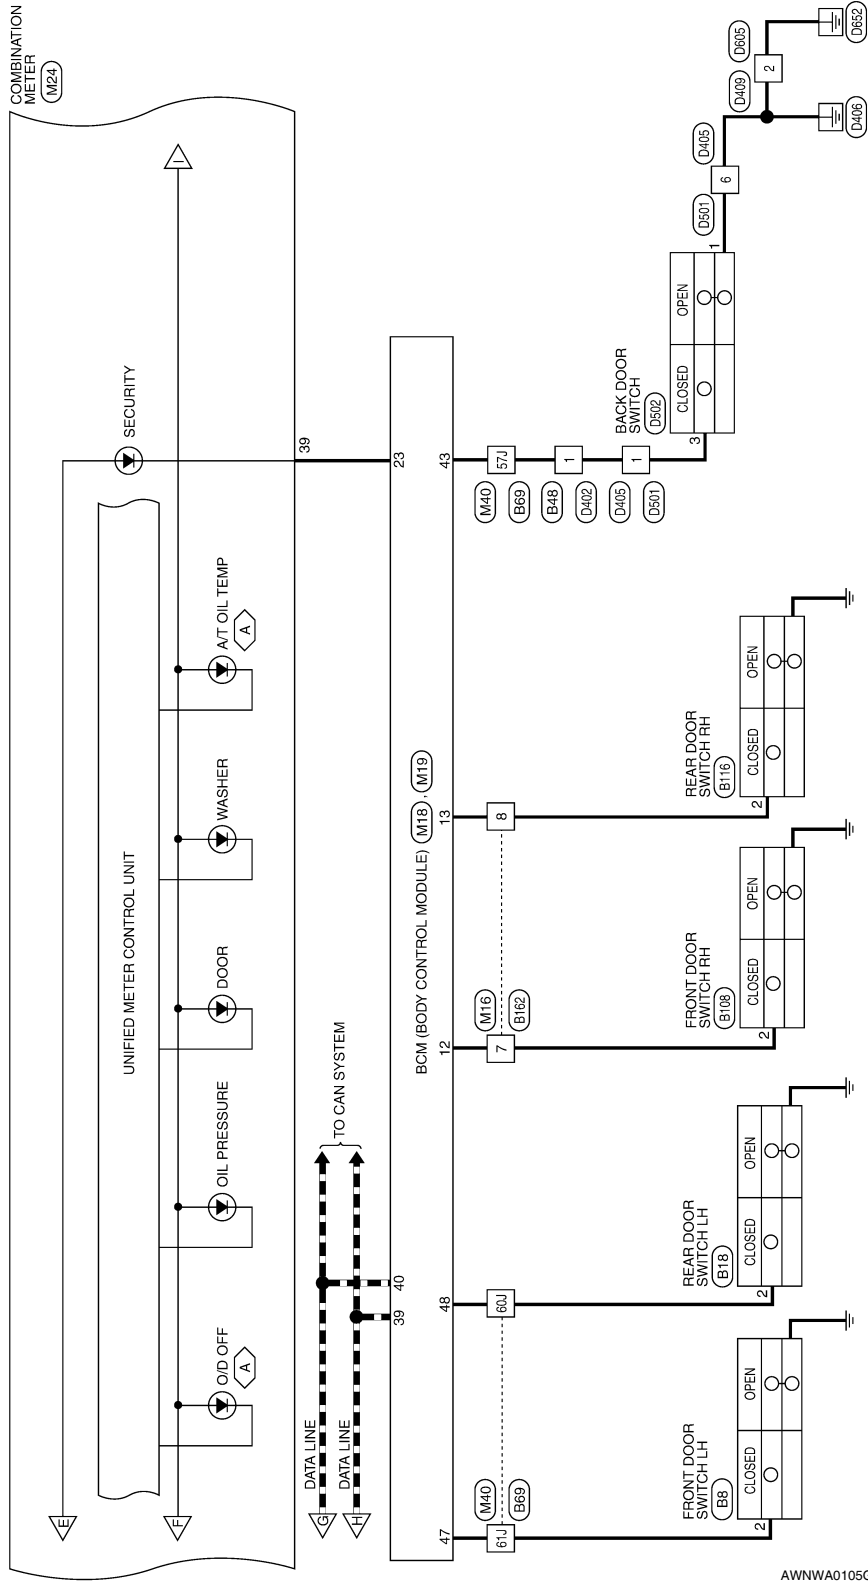 COMBINATION
METER
M24
E
F
I
SECURITY
39
UNIFIED METER CONTROL UNIT
O/D OFF
A
OIL PRESSURE
DOOR
WASHER
A/T OIL TEMP
A
G
DATA LINE
H
DATA LINE
TO CAN SYSTEM
39
40
23
BCM (BODY CONTROL MODULE) M18 , M19
47
48
12
13
43
61J
M40
B69
60J
7
M16
B162
8
57J
M40
B69
1
B48
D402
1
D405
D501
FRONT DOOR
SWITCH LH
B8
2
CLOSED
OPEN
REAR DOOR
SWITCH LH
B18
2
CLOSED
OPEN
FRONT DOOR
SWITCH RH
B108
2
CLOSED
OPEN
REAR DOOR
SWITCH RH
B116
2
CLOSED
OPEN
BACK DOOR
SWITCH
D502
3
CLOSED
OPEN
1
D501
6
D405
D409
2
D605
D406
D652
AWNWA0105G